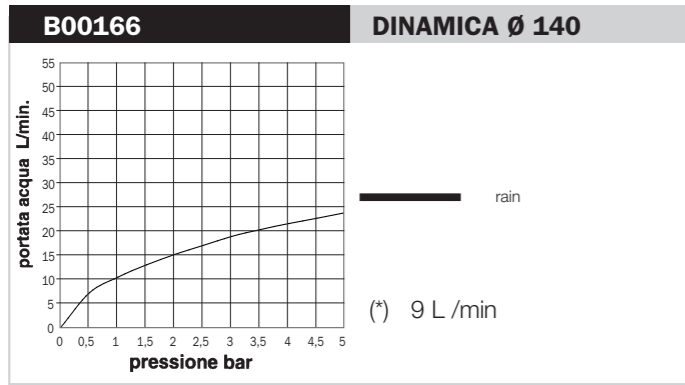 B00166
DINAMICA Ø 140
portata acqua L/min.
55
50
45
40
35
30
25
20
15
10
5
0
0 0,5 1 1,5 2 2,5 3 3,5 4 4,5 5
pressione bar
rain
(*) 9 L /min